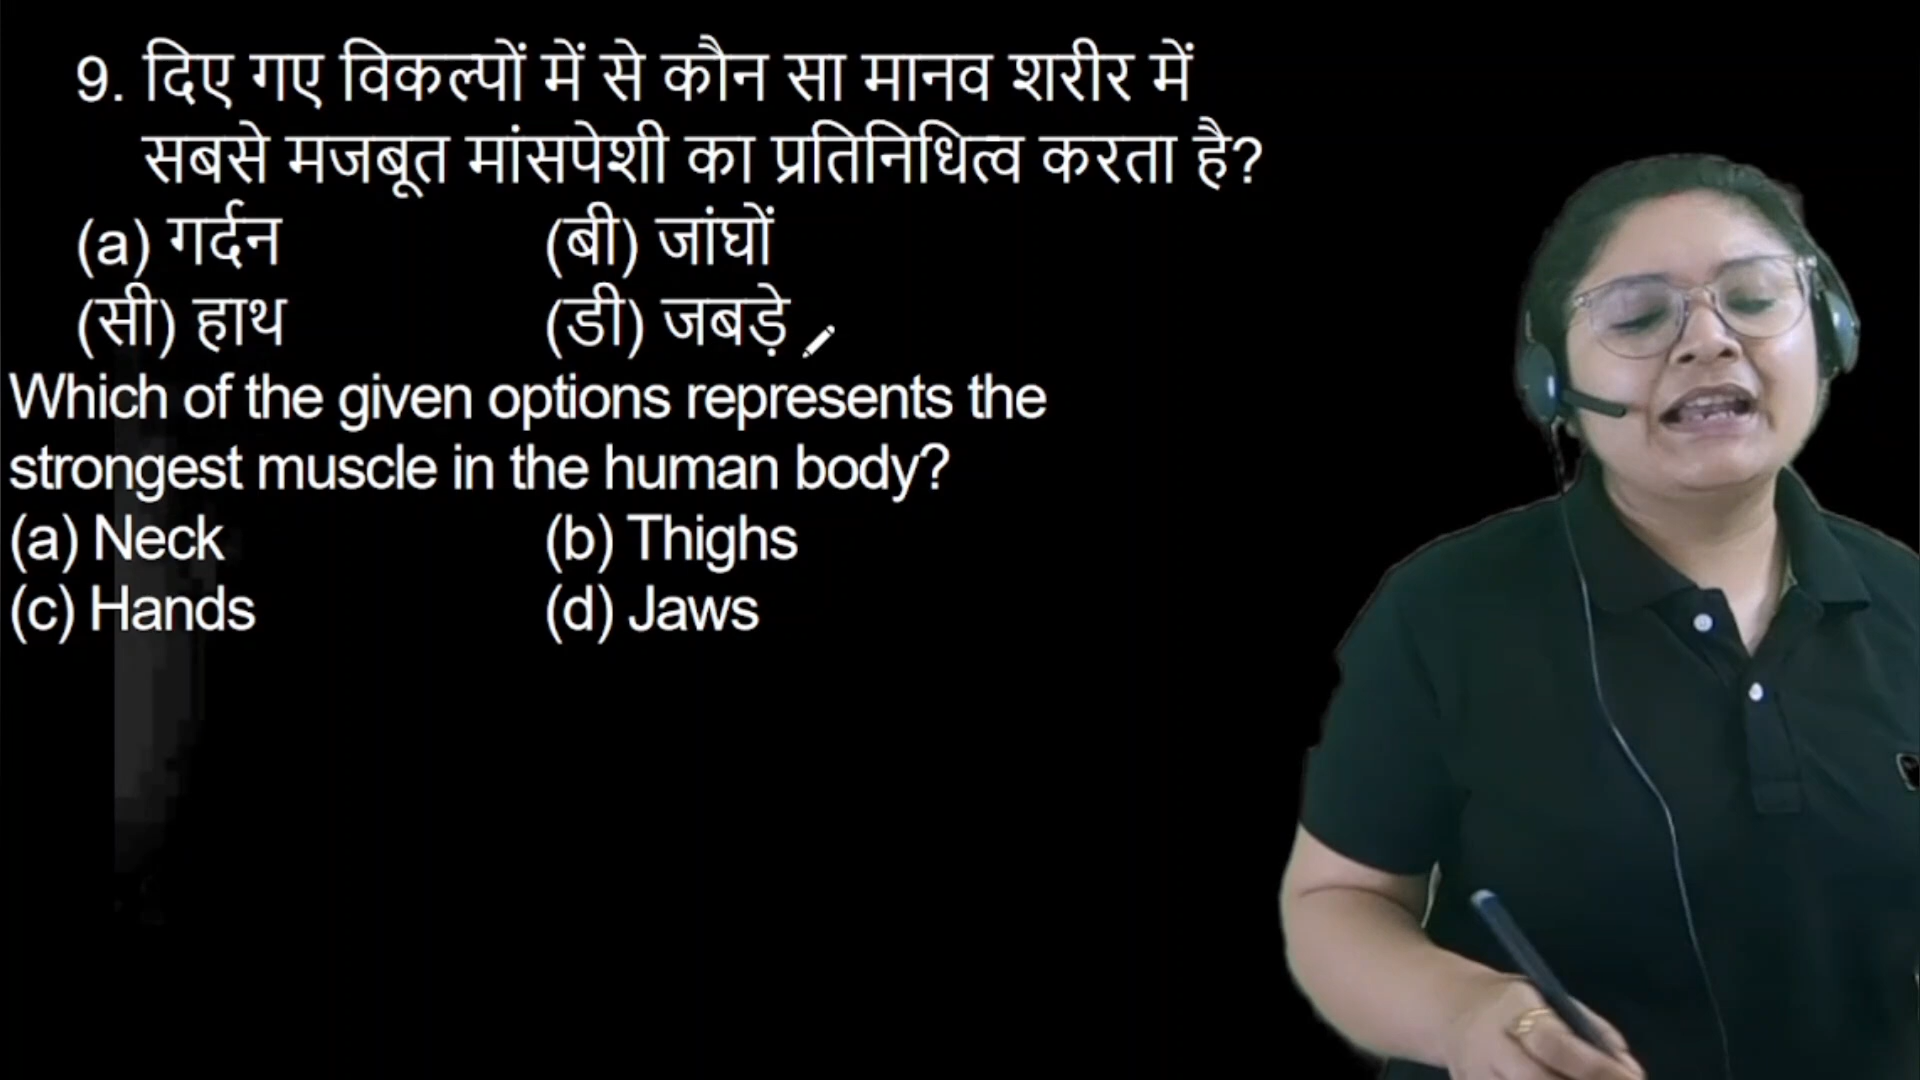 9. दिए गए विकल्पों में से कौन सा मानव शरीर में
सबसे मजबूत मांसपेशी का प्रतिनिधित्व करता है?
(a) गर्दन (बी) जांघों
(सी) हाथ (डी) जबड़े
Which of the given options represents the
strongest muscle in the human body?
(a) Neck (b) Thighs
(c) Hands (d) Jaws